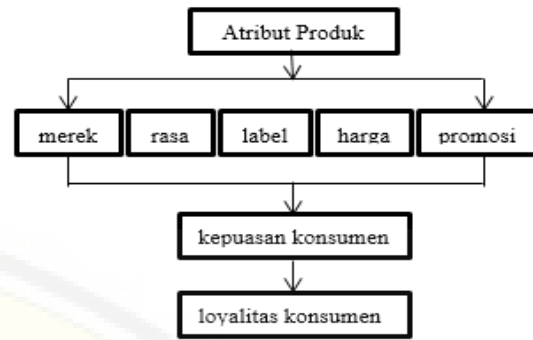 Atribut Produk
merek rasa label harga promosi
kepuasan konsumen
loyalitas konsumen